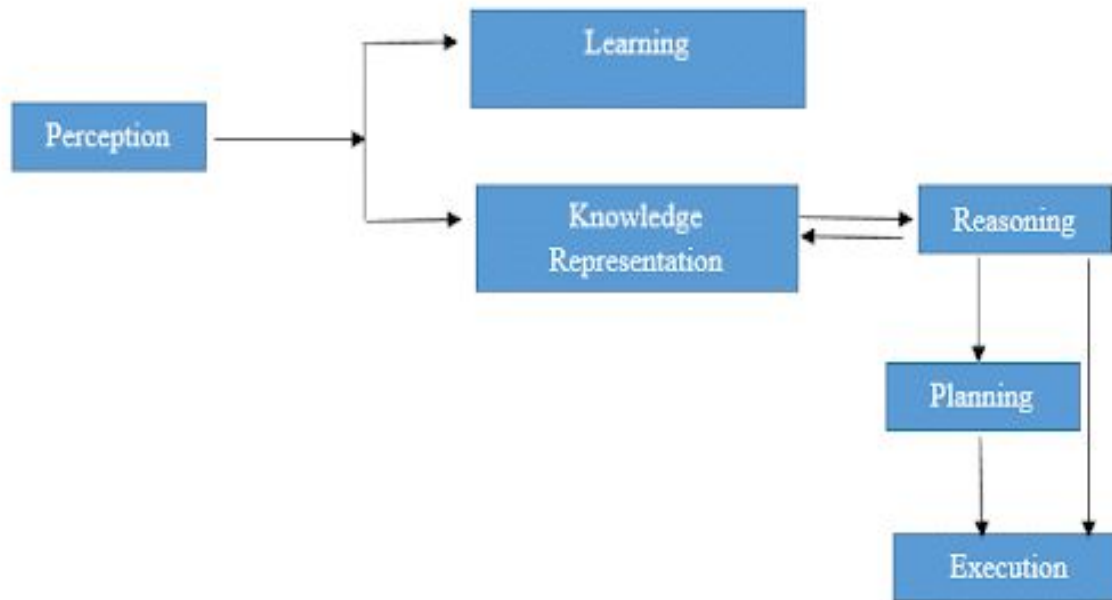 Learning
Perception
Knowledge
Representation
Reasoning
Planning
Execution